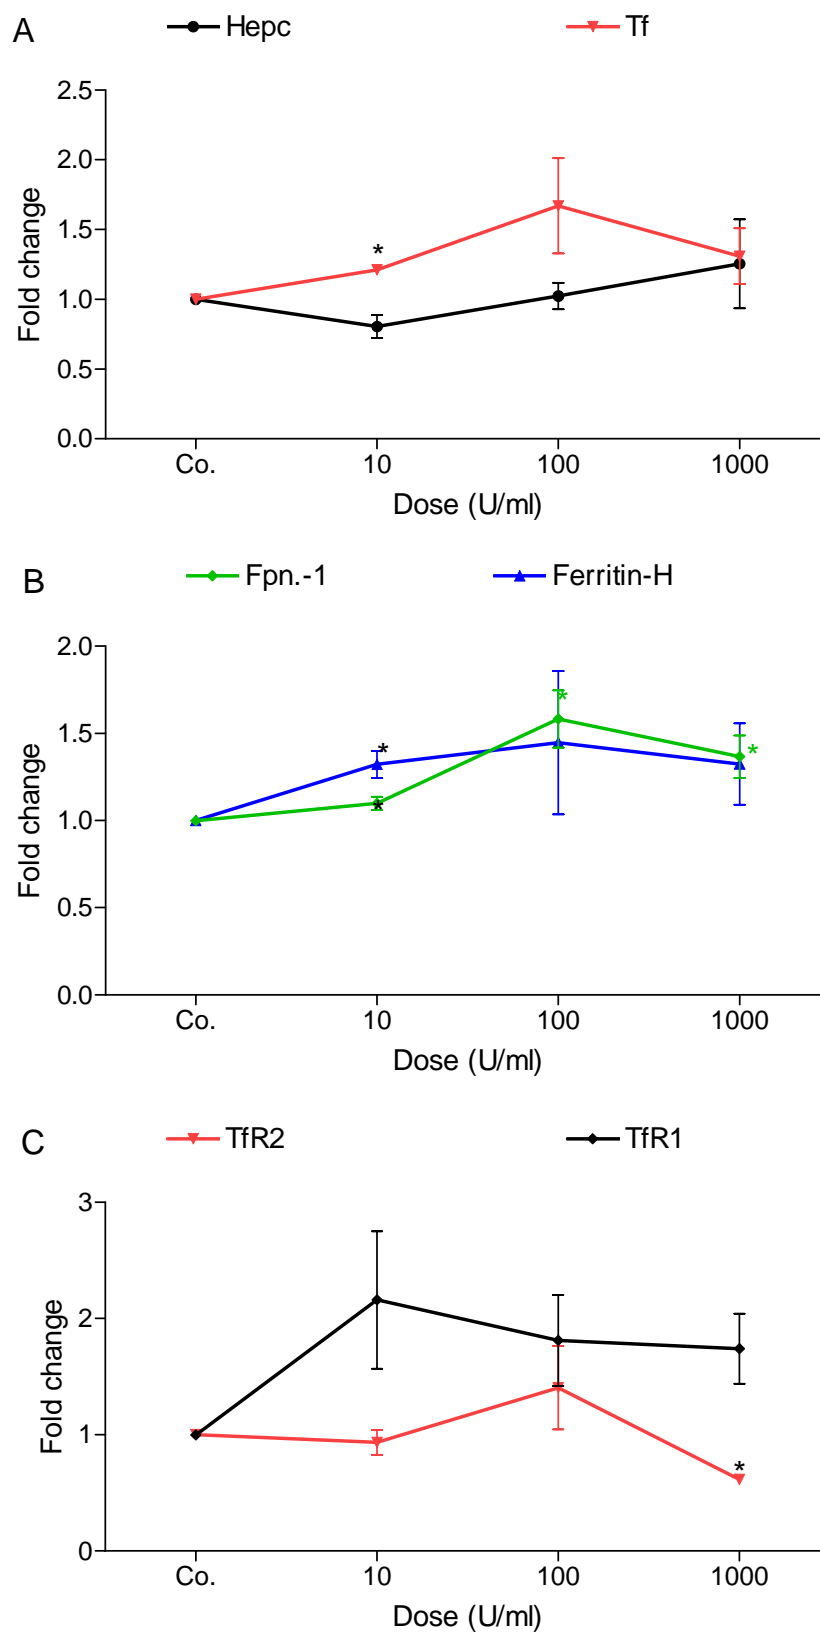 A
Hepc
Tf
2.5
2.0
1.5
1.0
0.5
0.0
Fold change
*
Co.
10
100
1000
Dose (U/ml)
B
Fpn.-1
Ferritin-H
2.0
1.5
1.0
0.5
0.0
Fold change
*
*
*
*
Co.
10
100
1000
Dose (U/ml)
C
TfR2
TfR1
3
2
1
0
Fold change
*
Co.
10
100
1000
Dose (U/ml)